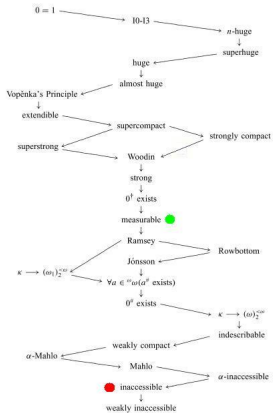 0 = 1
I0-I3
n-huge
superhuge
huge
almost huge
Vopěnka's Principle
extendible
supercompact
strongly compact
superstrong
Woodin
strong
0† exists
measurable
Ramsey
Rowbottom
Jónsson
κ → (ω₁)₂^<ω
∀a ∈ ^ωω(a# exists)
0# exists
κ → (ω)₂^<ω
indescribable
weakly compact
α-Mahlo
Mahlo
α-inaccessible
inaccessible
weakly inaccessible